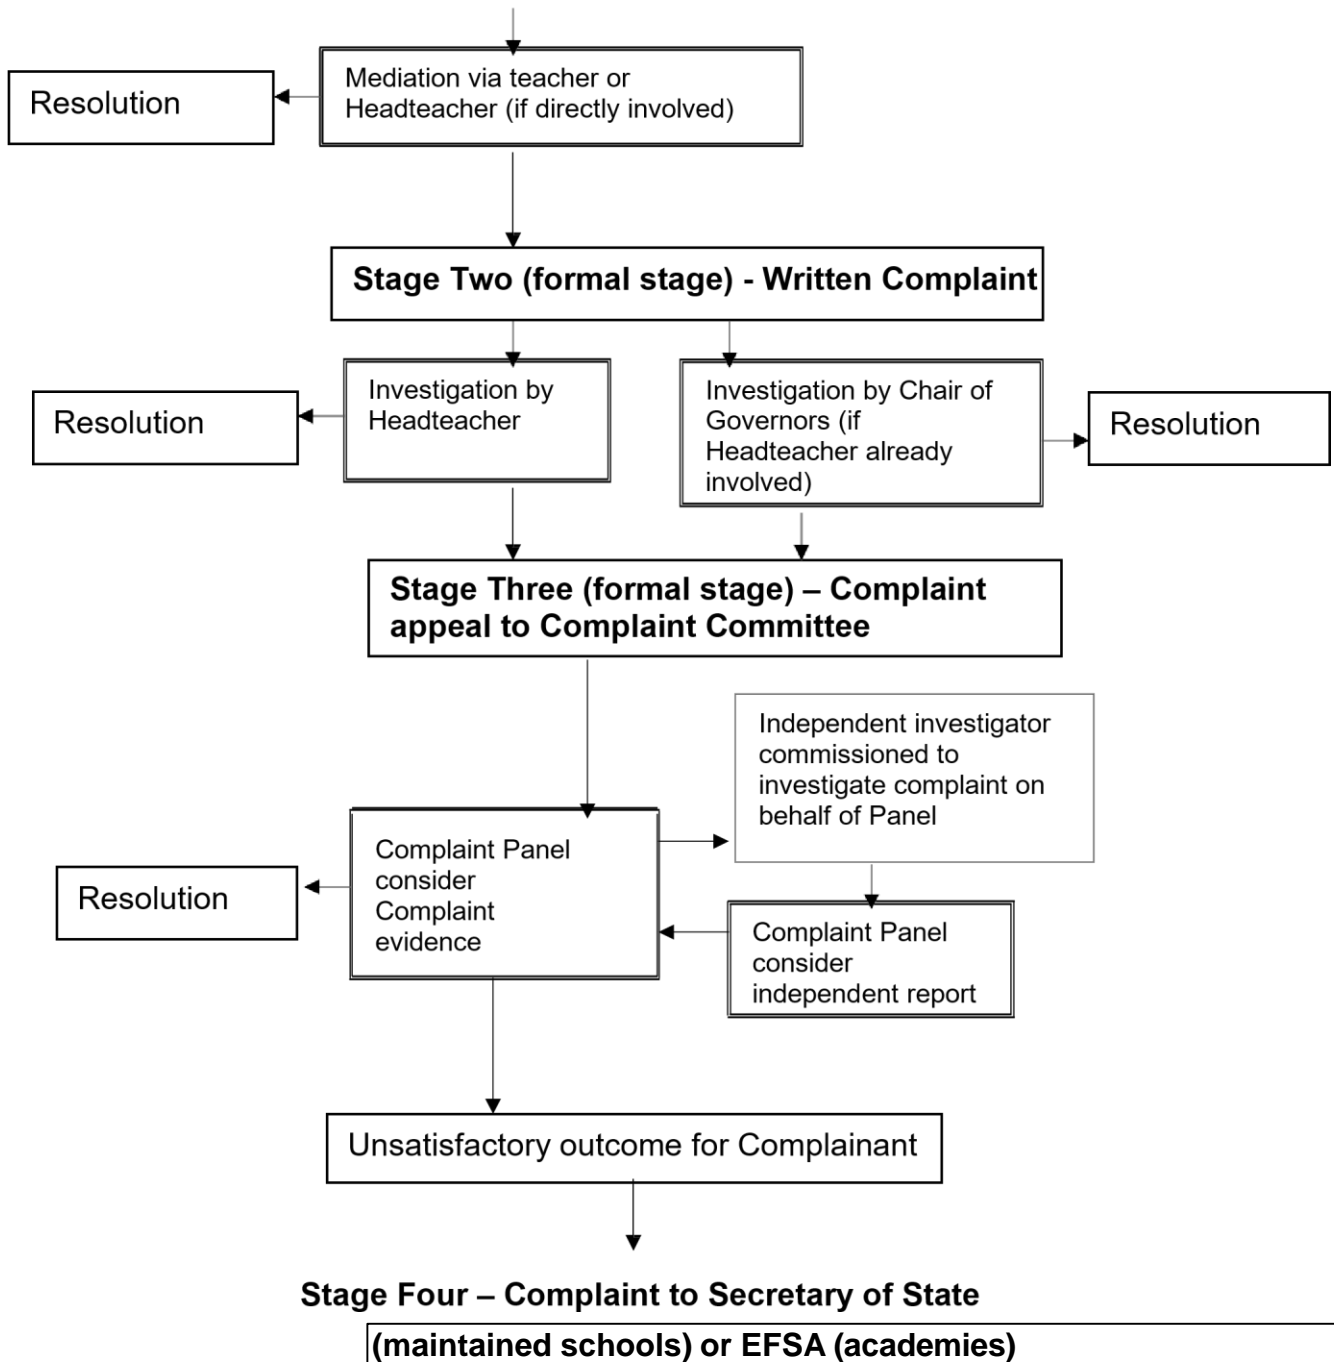 Mediation via teacher or
Headteacher (if directly involved)
Resolution
Stage Two (formal stage) - Written Complaint
Resolution
Investigation by
Headteacher
Investigation by Chair of
Governors (if
Headteacher already
involved)
Resolution
Stage Three (formal stage) – Complaint
appeal to Complaint Committee
Independent investigator
commissioned to
investigate complaint on
behalf of Panel
Complaint Panel
consider
Complaint
evidence
Resolution
Complaint Panel
consider
independent report
Unsatisfactory outcome for Complainant
Stage Four – Complaint to Secretary of State
(maintained schools) or EFSA (academies)